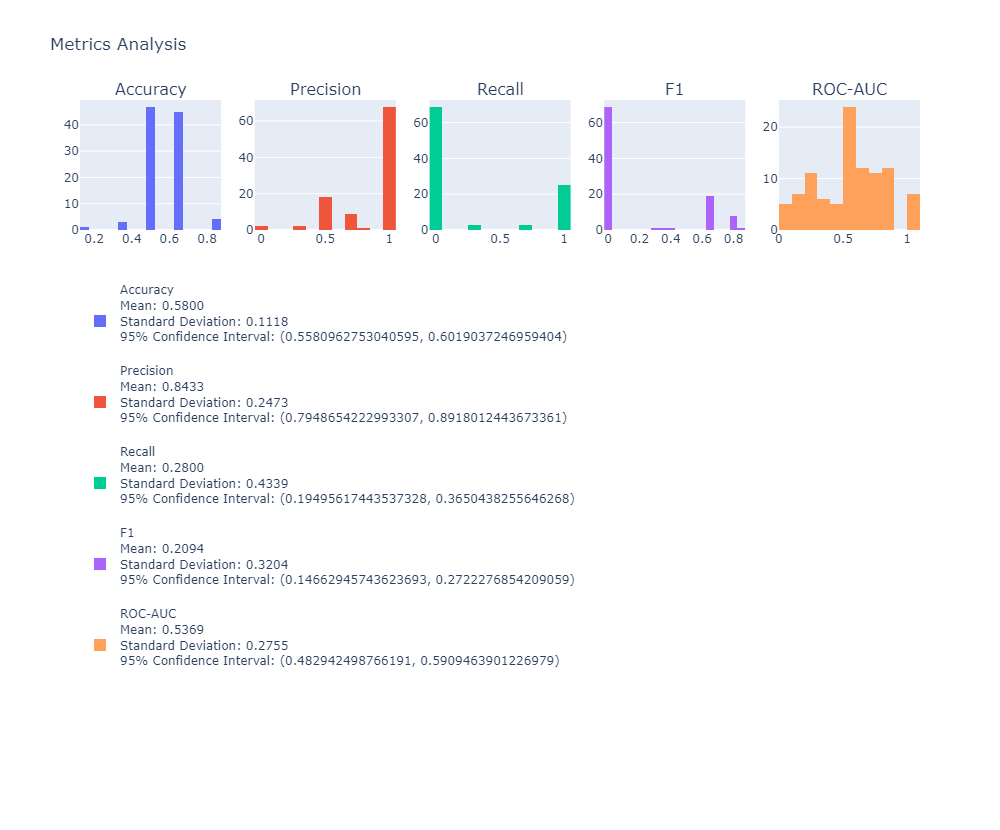 Metrics Analysis
Accuracy Precision Recall F1 ROC-AUC
40
30
20
10
0
0.2 0.4 0.6 0.8
60
40
20
0
0 0.5 1
60
40
20
0
0 0.5 1
60
40
20
0
0 0.2 0.4 0.6 0.8
20
10
0
0 0.5 1
Accuracy
Mean: 0.5800
Standard Deviation: 0.1118
95% Confidence Interval: (0.5580962753040595, 0.6019037246959404)
Precision
Mean: 0.8433
Standard Deviation: 0.2473
95% Confidence Interval: (0.7948654222993307, 0.8918012443673361)
Recall
Mean: 0.2800
Standard Deviation: 0.4339
95% Confidence Interval: (0.19495617443537328, 0.3650438255646268)
F1
Mean: 0.2094
Standard Deviation: 0.3204
95% Confidence Interval: (0.14662945743623693, 0.2722276854209059)
ROC-AUC
Mean: 0.5369
Standard Deviation: 0.2755
95% Confidence Interval: (0.482942498766191, 0.5909463901226979)